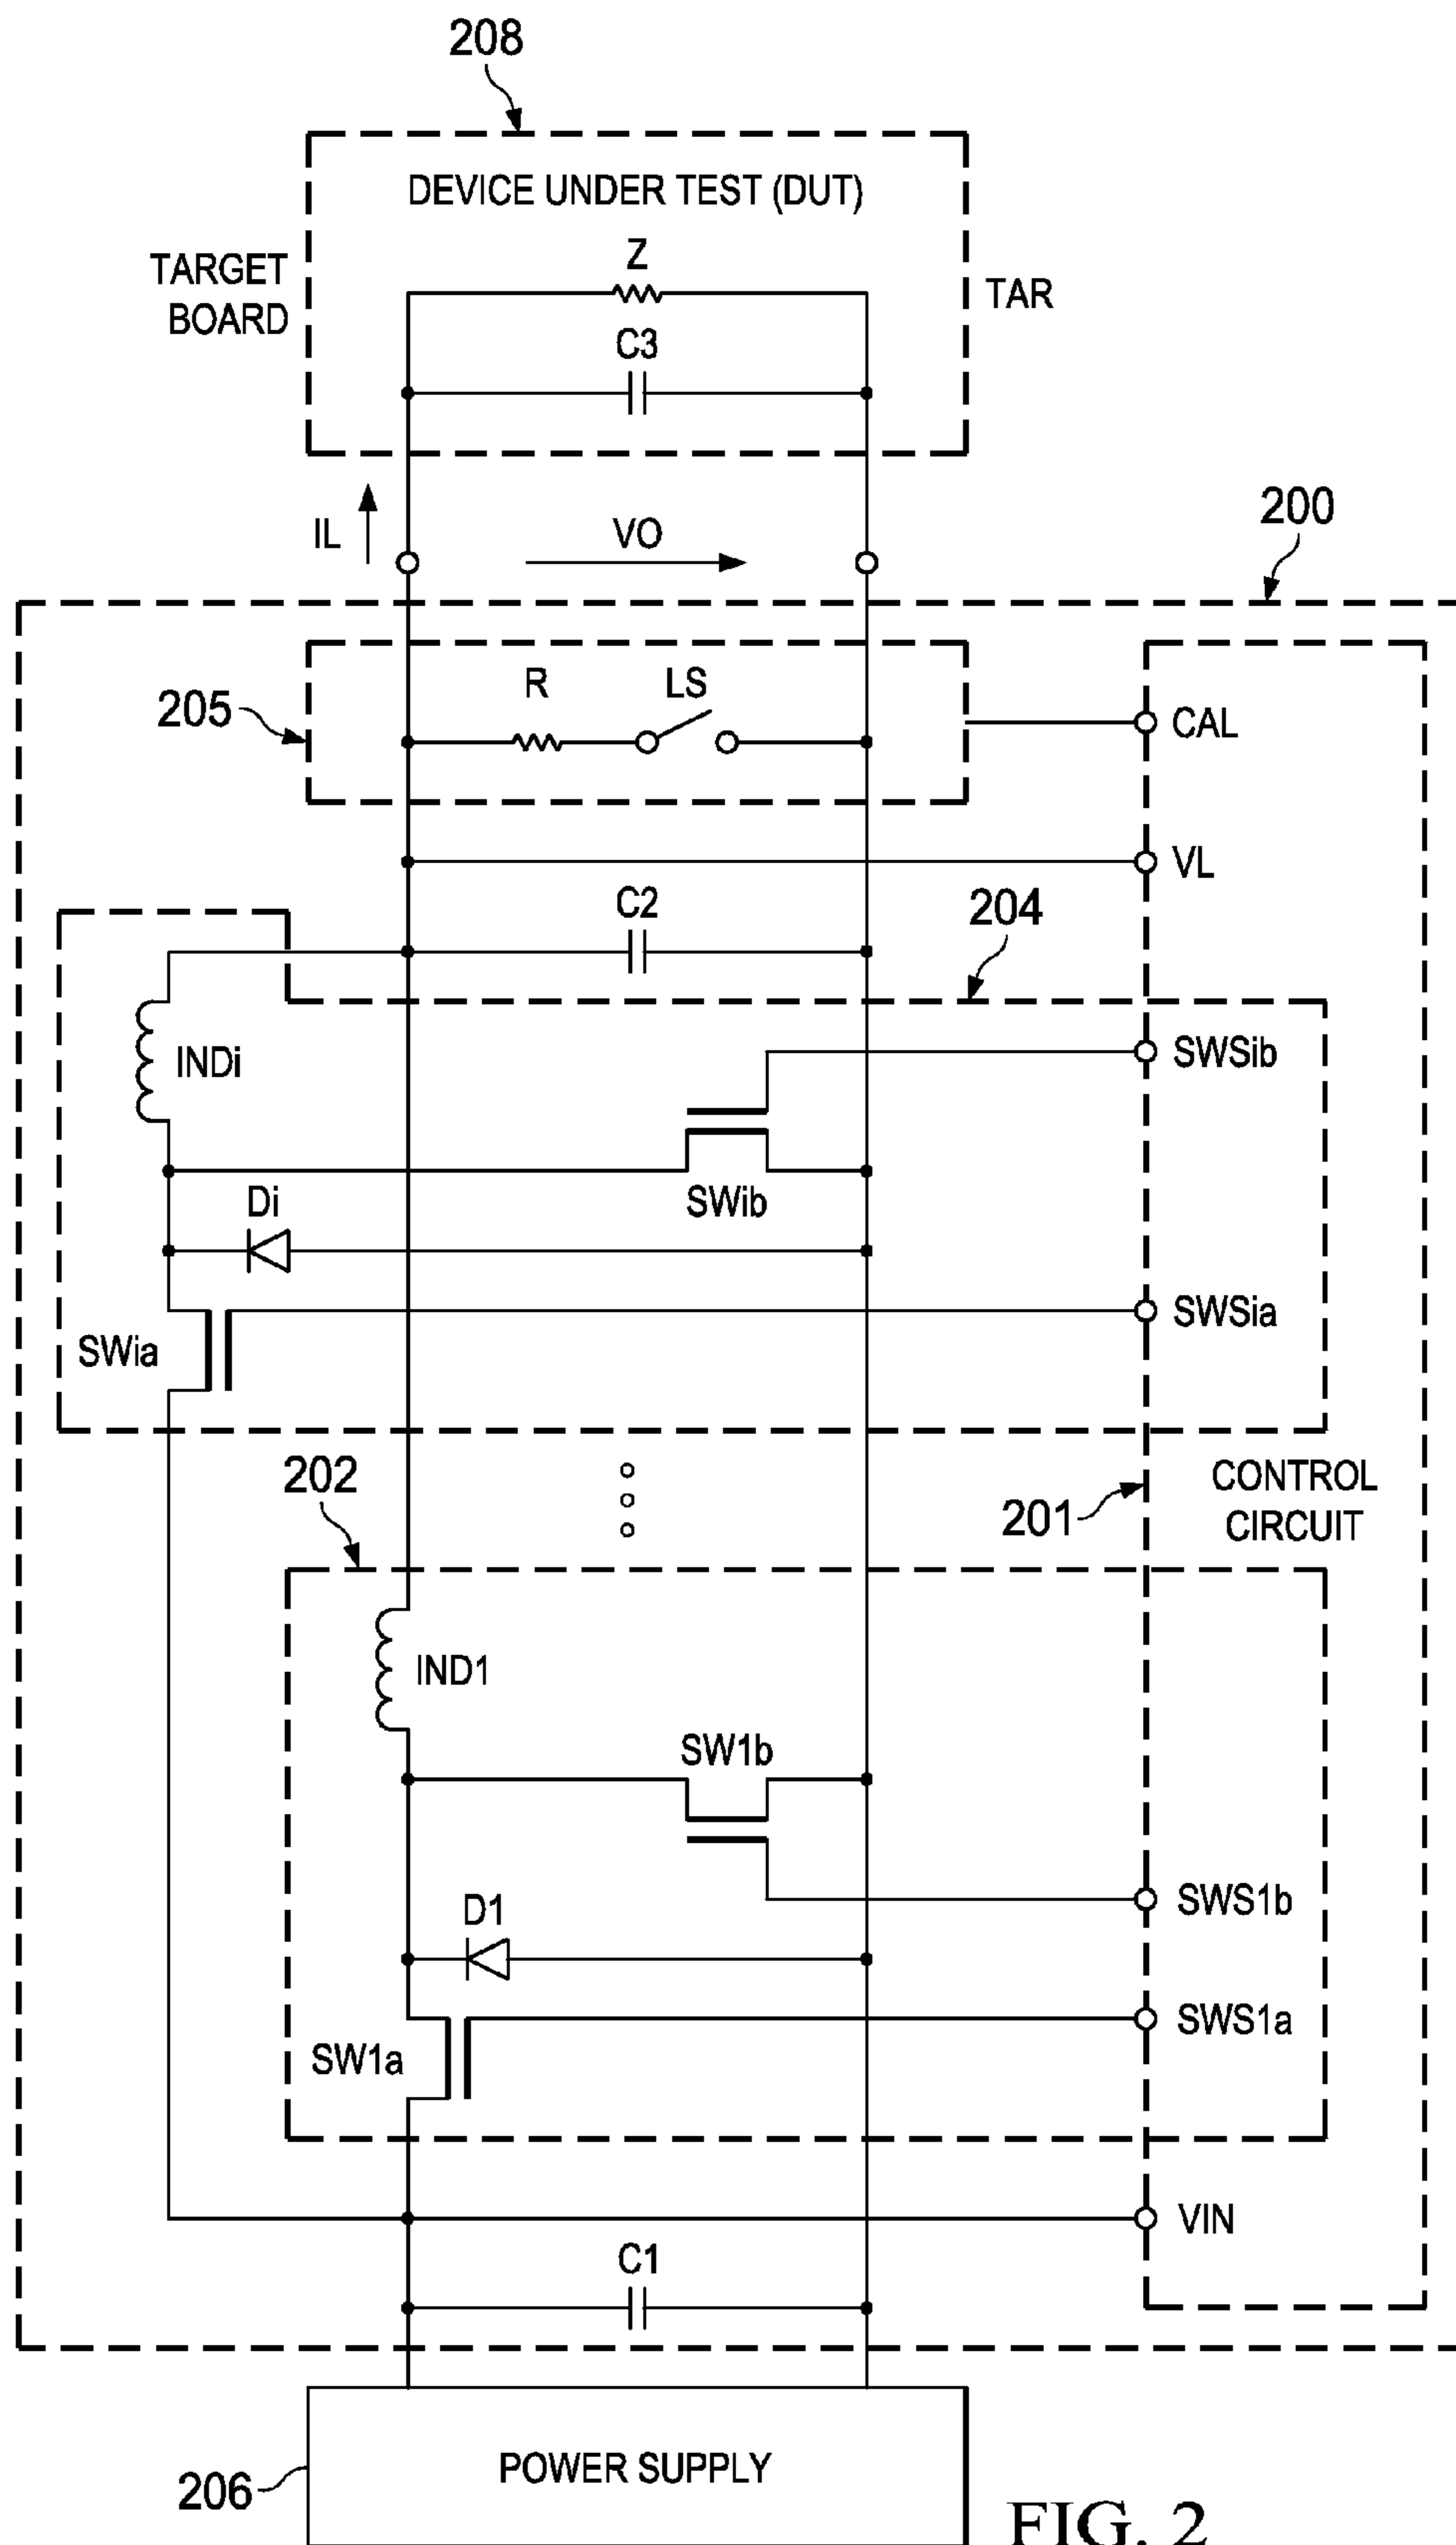 208
DEVICE UNDER TEST (DUT)
Z
TARGET
BOARD
TAR
C3
IL
VO
200
205
R
LS
CAL
VL
C2
204
INDi
SWSib
SWib
Di
SWSia
SWia
202
201
CONTROL
CIRCUIT
IND1
SW1b
D1
SWS1b
SW1a
SWS1a
VIN
C1
POWER SUPPLY
206
FIG. 2